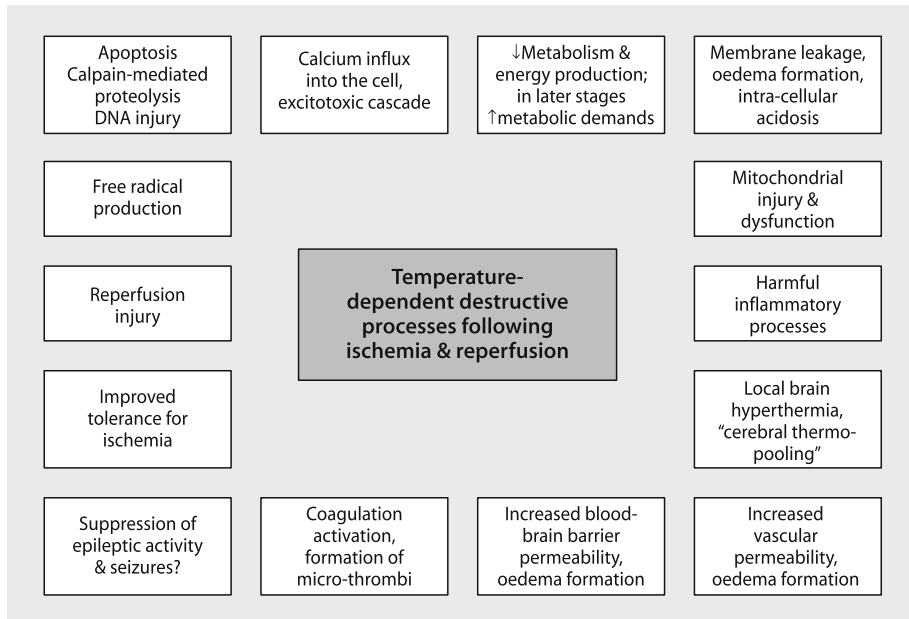 Apoptosis
Calpain-mediated
proteolysis
DNA injury
Calcium influx
into the cell,
excitotoxic cascade
↓Metabolism &
energy production;
in later stages
↑metabolic demands
Membrane leakage,
oedema formation,
intra-cellular
acidosis
Free radical
production
Mitochondrial
injury &
dysfunction
Temperature-
dependent destructive
processes following
ischemia & reperfusion
Reperfusion
injury
Harmful
inflammatory
processes
Improved
tolerance for
ischemia
Local brain
hyperthermia,
“cerebral thermo-
pooling”
Suppression of
epileptic activity
& seizures?
Coagulation
activation,
formation of
micro-thrombi
Increased blood-
brain barrier
permeability,
oedema formation
Increased
vascular
permeability,
oedema formation